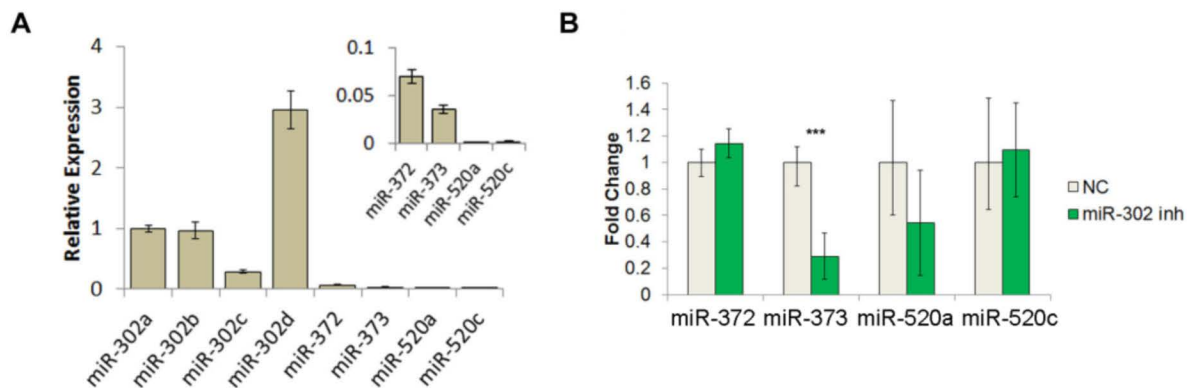 A
Relative Expression
4
3
2
1
0
miR-302a
miR-302b
miR-302c
miR-302d
miR-372
miR-373
miR-520a
miR-520c
0.1
0.05
0
miR-372
miR-373
miR-520a
miR-520c
B
Fold Change
1.6
1.4
1.2
1
0.8
0.6
0.4
0.2
0
***
miR-372 miR-373 miR-520a miR-520c
NC
miR-302 inh